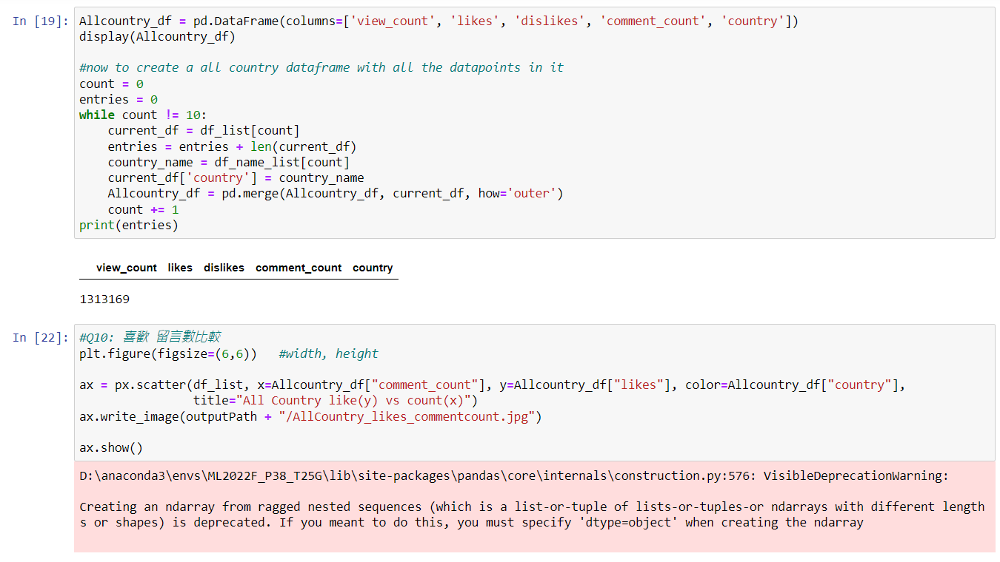 In [19]: Allcountry_df = pd.DataFrame(columns=['view_count', 'likes', 'dislikes', 'comment_count', 'country'])
display(Allcountry_df)
#now to create a all country dataframe with all the datapoints in it
count = 0
entries = 0
while count != 10:
    current_df = df_list[count]
    entries = entries + len(current_df)
    country_name = df_name_list[count]
    current_df['country'] = country_name
    Allcountry_df = pd.merge(Allcountry_df, current_df, how='outer')
    count += 1
print(entries)
view_count likes dislikes comment_count country
1313169
In [22]: #Q10: 喜歡 留言數比較
plt.figure(figsize=(6,6))   #width, height
ax = px.scatter(df_list, x=Allcountry_df["comment_count"], y=Allcountry_df["likes"], color=Allcountry_df["country"],
                title="All Country like(y) vs count(x)")
ax.write_image(outputPath + "/AllCountry_likes_commentcount.jpg")
ax.show()
D:\anaconda3\envs\ML2022F_P38_T25G\lib\site-packages\pandas\core\internals\construction.py:576: VisibleDeprecationWarning:
Creating an ndarray from ragged nested sequences (which is a list-or-tuple of lists-or-tuples-or ndarrays with different length
s or shapes) is deprecated. If you meant to do this, you must specify 'dtype=object' when creating the ndarray